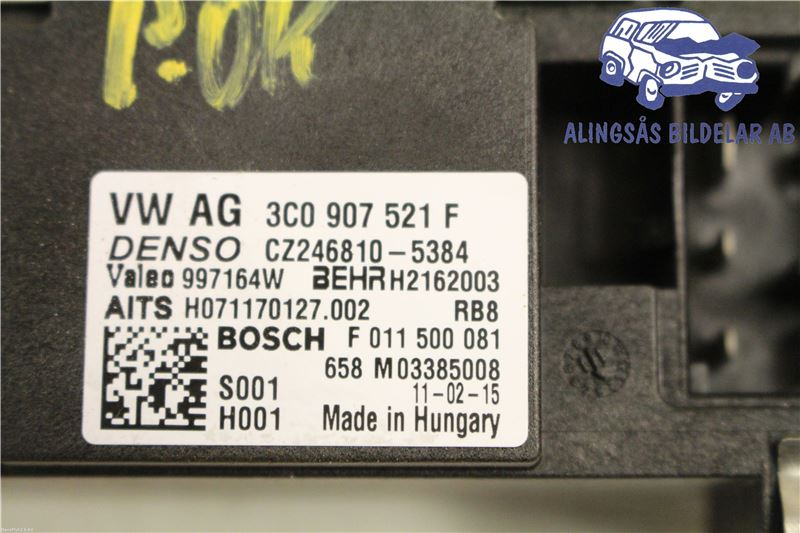 P:OK
ALINGSÅS BILDELAR AB
VW AG 3C0 907 521 F
DENSO CZ246810-5384
Valeo 997164W BEHR H2162003
AITS H071170127.002 RB8
BOSCH F 011 500 081
658 M03385008
S001 11-02-15
H001 Made in Hungary